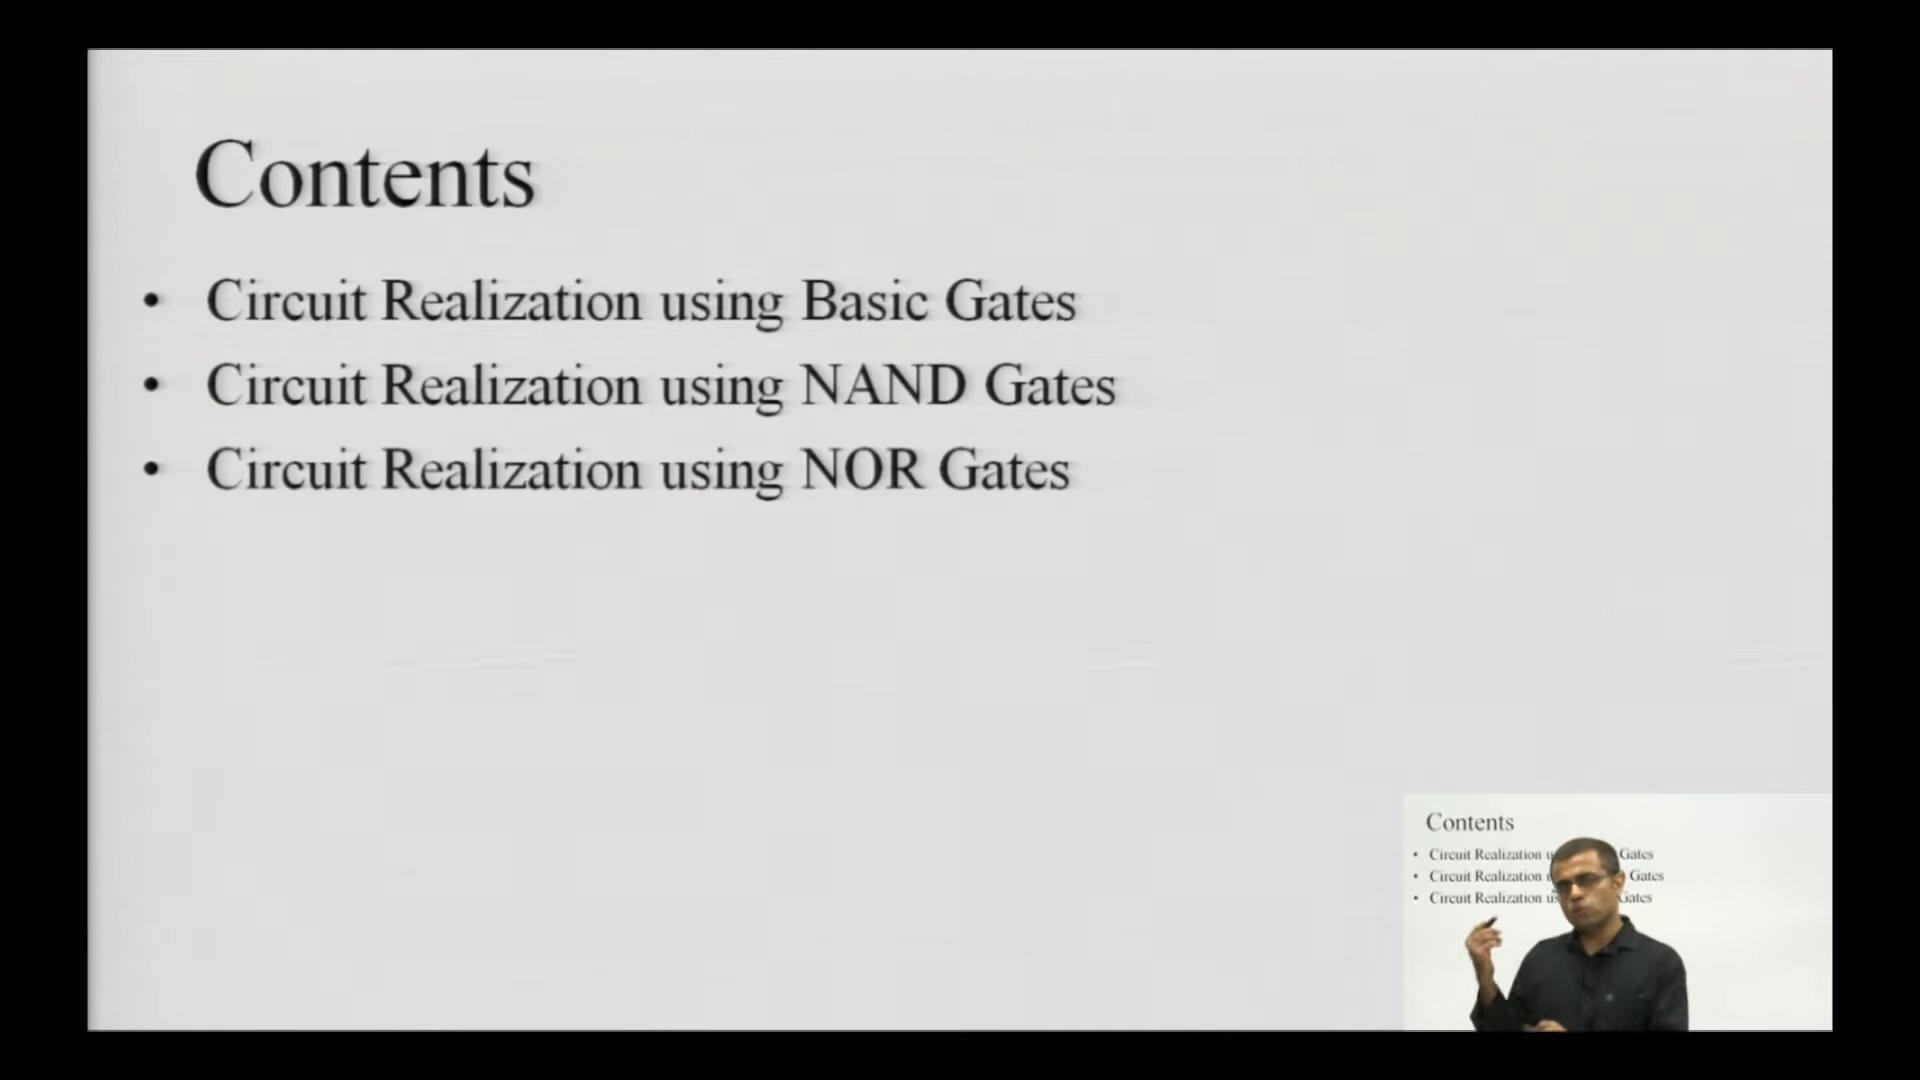 Contents
• Circuit Realization using Basic Gates
• Circuit Realization using NAND Gates
• Circuit Realization using NOR Gates
Contents
• Circuit Realization Gates
• Circuit Realization Gates
• Circuit Realization Gates